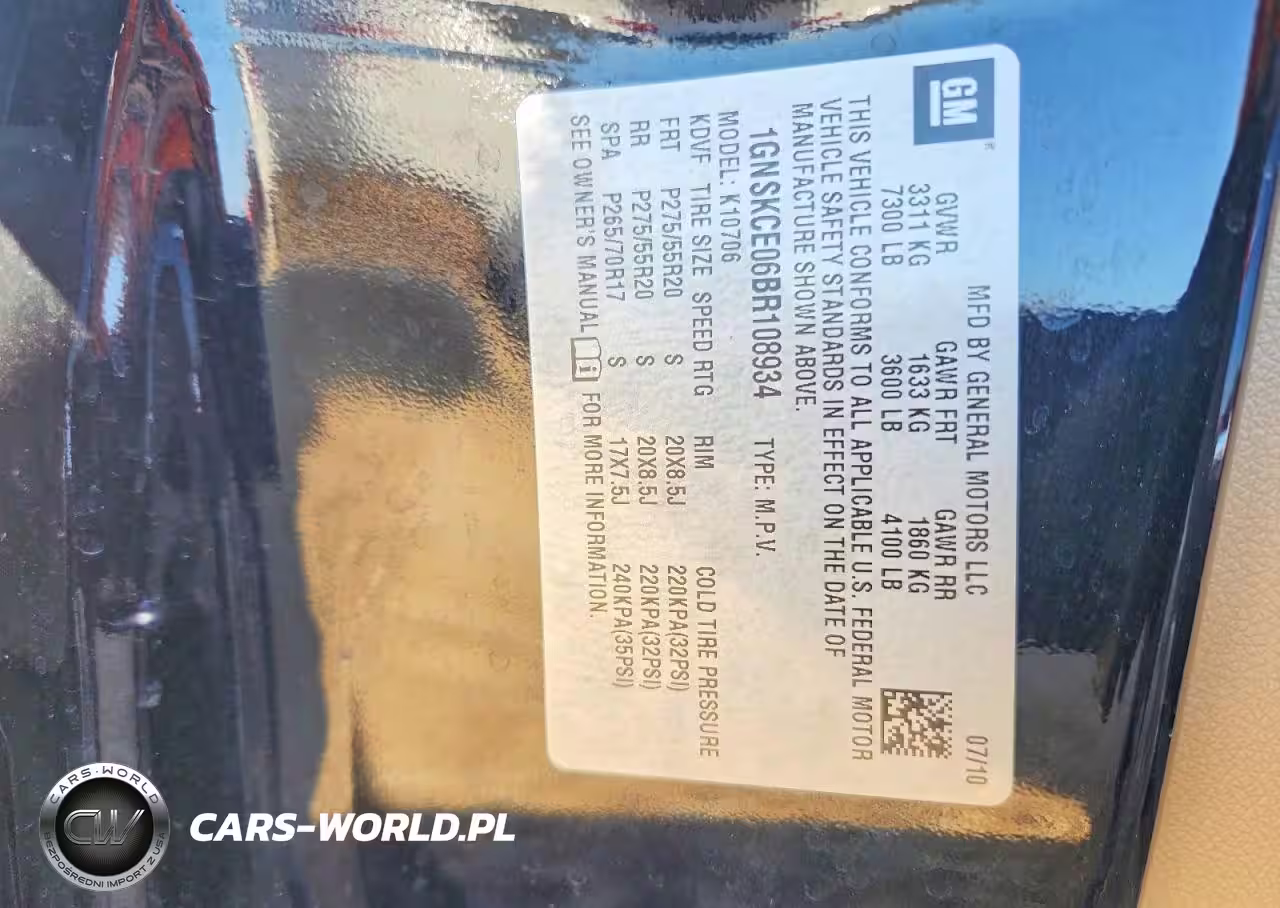 GM
®
MFD BY GENERAL MOTORS LLC 07/10
GVWR GAWR FRT GAWR RR
3311 KG 1633 KG 1860 KG
7300 LB 3600 LB 4100 LB
THIS VEHICLE CONFORMS TO ALL APPLICABLE U.S. FEDERAL MOTOR
VEHICLE SAFETY STANDARDS IN EFFECT ON THE DATE OF
MANUFACTURE SHOWN ABOVE.
1GNSKCE06BR108934 TYPE: M.P.V.
MODEL: K10706
KDVF TIRE SIZE SPEED RTG RIM COLD TIRE PRESSURE
FRT P275/55R20 S 20X8.5J 220KPA(32PSI)
RR P275/55R20 S 20X8.5J 220KPA(32PSI)
SPA P265/70R17 S 17X7.5J 240KPA(35PSI)
SEE OWNER'S MANUAL i FOR MORE INFORMATION.
CARS-WORLD
CW
BEZPOŚREDNI IMPORT Z USA
CARS-WORLD.PL